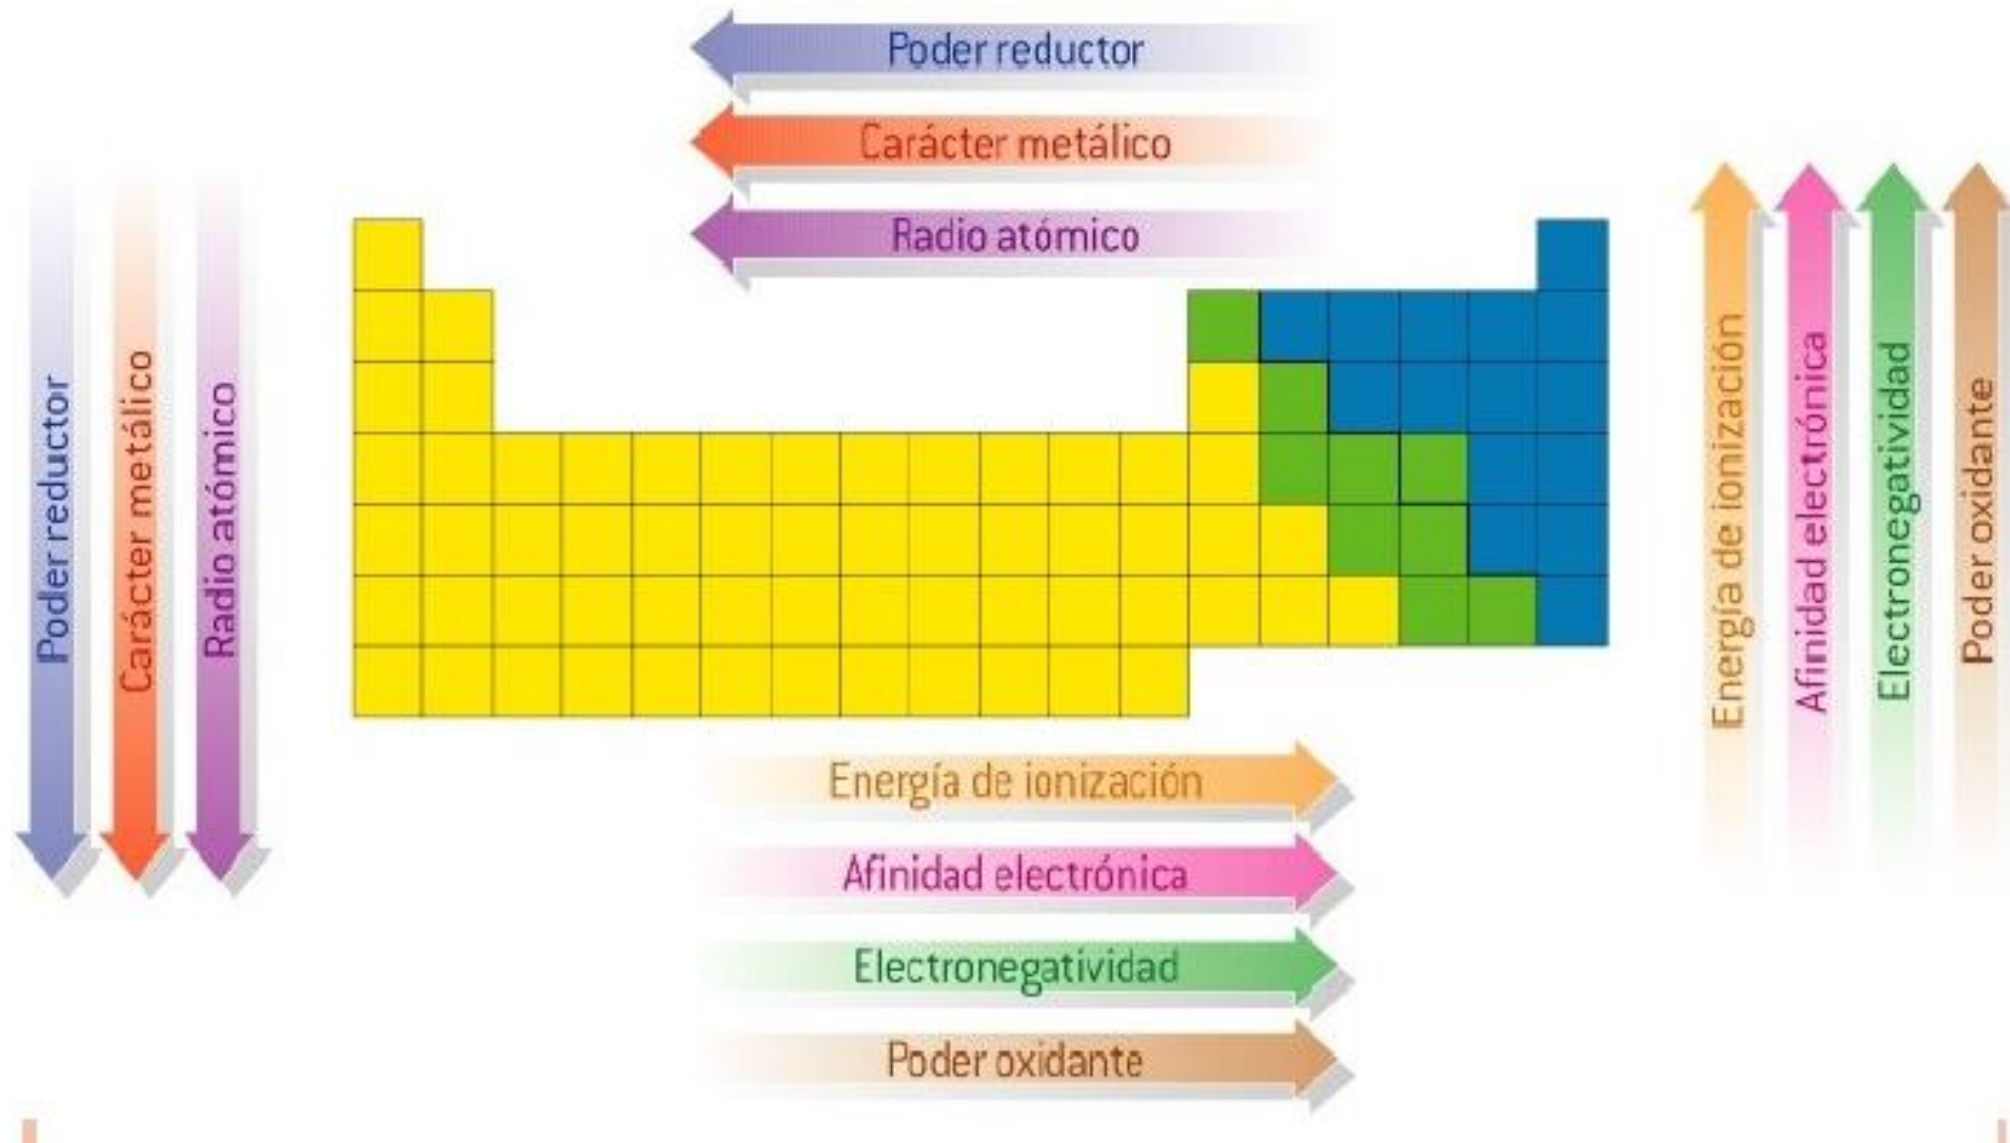 Poder reductor
Carácter metálico
Radio atómico
Poder reductor
Carácter metálico
Radio atómico
Energía de ionización
Afinidad electrónica
Electronegatividad
Poder oxidante
Energía de ionización
Afinidad electrónica
Electronegatividad
Poder oxidante